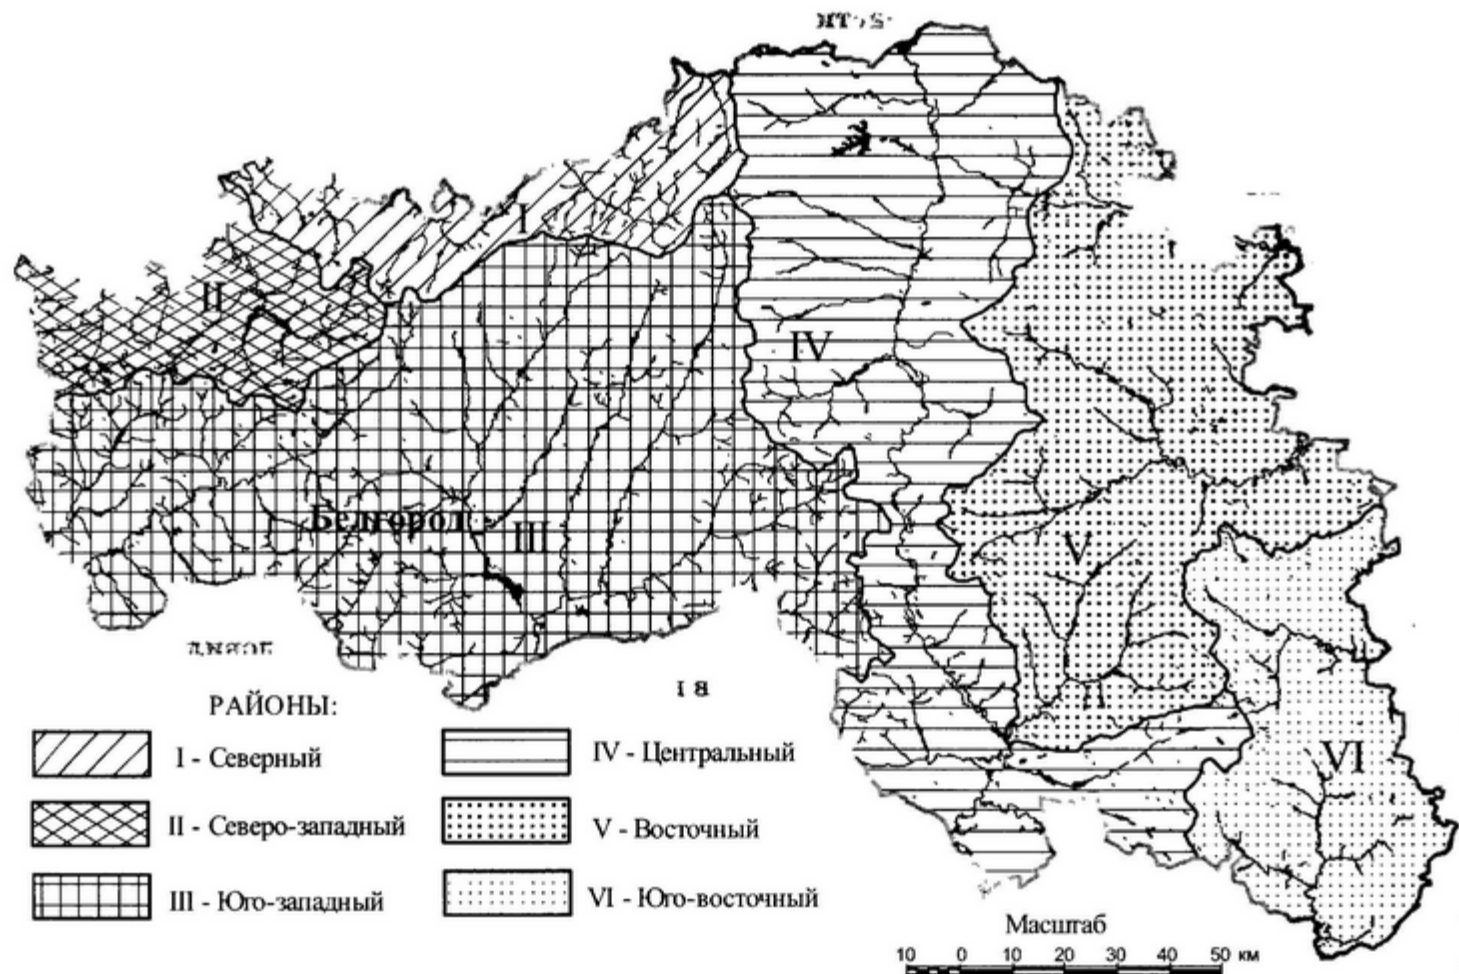 I
II
IV
Белгород
III
V
VI
РАЙОНЫ:
I - Северный
II - Северо-западный
III - Юго-западный
IV - Центральный
V - Восточный
VI - Юго-восточный
Масштаб
10 0 10 20 30 40 50 км